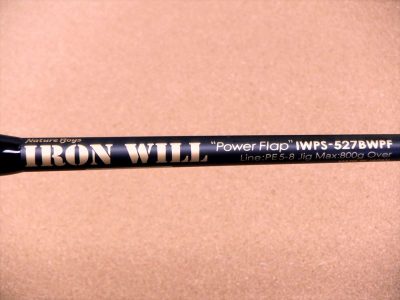 Nature Boys
IRON WILL "Power Flap" IWPS-527BWPF
Line:PE 5-8 Jig Max:800g Over